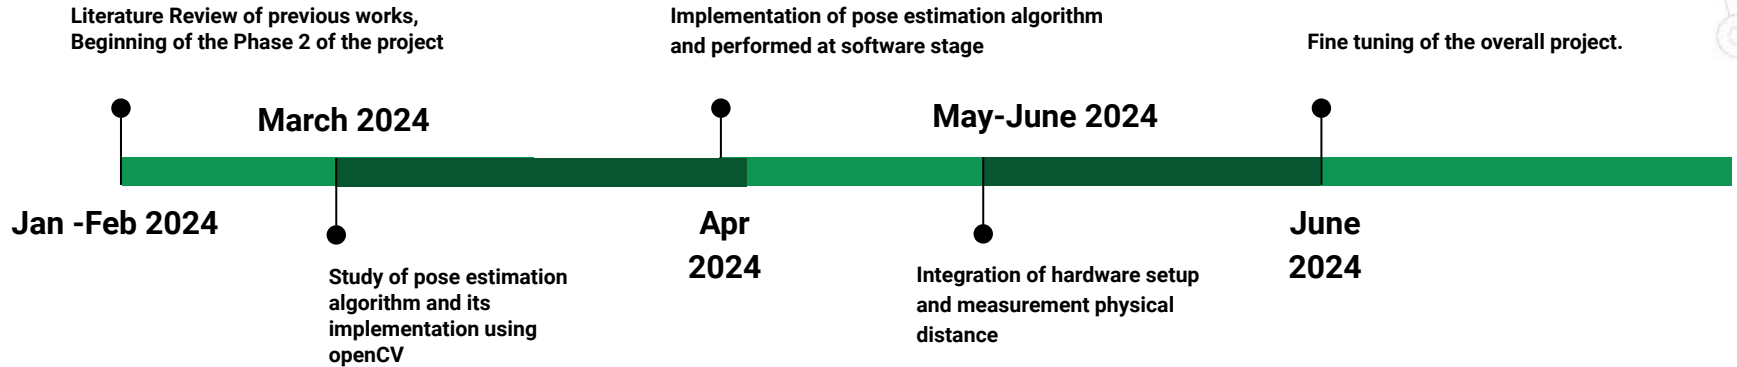 Literature Review of previous works,
Beginning of the Phase 2 of the project
Jan -Feb 2024
March 2024
Study of pose estimation
algorithm and its
implementation using
openCV
Implementation of pose estimation algorithm
and performed at software stage
Apr
2024
May-June 2024
Integration of hardware setup
and measurement physical
distance
Fine tuning of the overall project.
June
2024